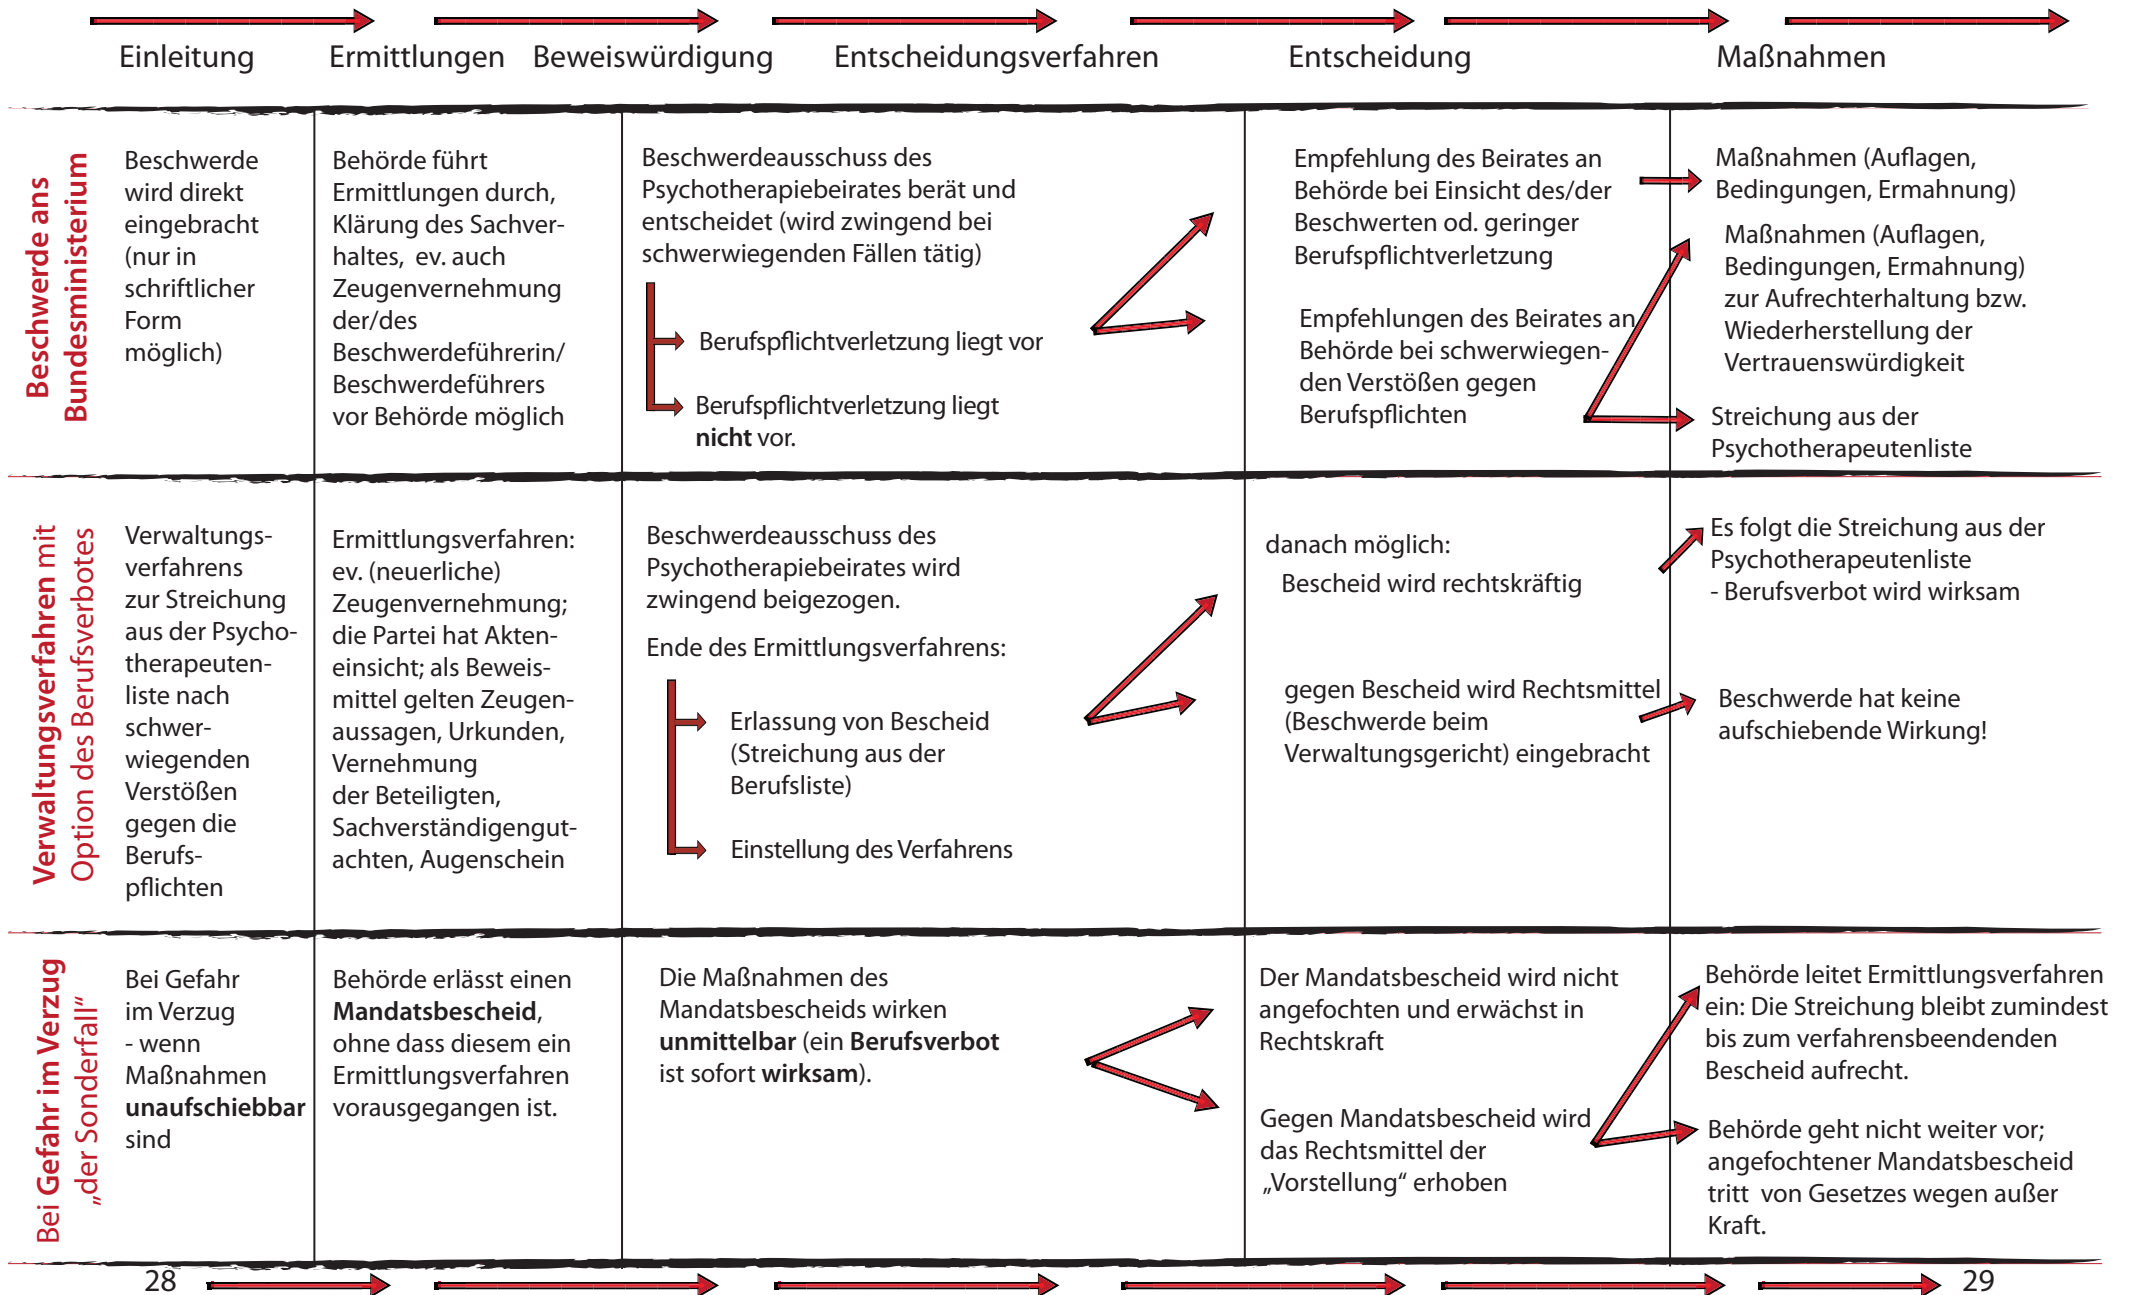 Einleitung
Ermittlungen
Beweiswürdigung
Entscheidungsverfahren
Entscheidung
Maßnahmen
Beschwerde ans
Bundesministerium
Beschwerde
wird direkt
eingebracht
(nur in
schriftlicher
Form
möglich)
Behörde führt
Ermittlungen durch,
Klärung des Sachver-
haltes, ev. auch
Zeugenvernehmung
der/des
Beschwerdeführerin/
Beschwerdeführers
vor Behörde möglich
Beschwerdeausschuss des
Psychotherapiebeirates berät und
entscheidet (wird zwingend bei
schwerwiegenden Fällen tätig)
Berufspflichtverletzung liegt vor
Berufspflichtverletzung liegt
nicht vor.
Empfehlung des Beirates an
Behörde bei Einsicht des/der
Beschwerten od. geringer
Berufspflichtverletzung
Empfehlungen des Beirates an
Behörde bei schwerwiegen-
den Verstößen gegen
Berufspflichten
Maßnahmen (Auflagen,
Bedingungen, Ermahnung)
Maßnahmen (Auflagen,
Bedingungen, Ermahnung)
zur Aufrechterhaltung bzw.
Wiederherstellung der
Vertrauenswürdigkeit
Streichung aus der
Psychotherapeutenliste
Verwaltungsverfahren mit
Option des Berufsverbotes
Verwaltungs-
verfahrens
zur Streichung
aus der Psycho-
therapeuten-
liste nach
schwer-
wiegenden
Verstößen
gegen die
Berufs-
pflichten
Ermittlungsverfahren:
ev. (neuerliche)
Zeugenvernehmung;
die Partei hat Akten-
einsicht; als Beweis-
mittel gelten Zeugen-
aussagen, Urkunden,
Vernehmung
der Beteiligten,
Sachverständigengut-
achten, Augenschein
Beschwerdeausschuss des
Psychotherapiebeirates wird
zwingend beigezogen.
Ende des Ermittlungsverfahrens:
Erlassung von Bescheid
(Streichung aus der
Berufsliste)
Einstellung des Verfahrens
danach möglich:
Bescheid wird rechtskräftig
gegen Bescheid wird Rechtsmittel
(Beschwerde beim
Verwaltungsgericht) eingebracht
Es folgt die Streichung aus der
Psychotherapeutenliste
- Berufsverbot wird wirksam
Beschwerde hat keine
aufschiebende Wirkung!
Bei Gefahr im Verzug
„der Sonderfall"
Bei Gefahr
im Verzug
- wenn
Maßnahmen
unaufschiebbar
sind
Behörde erlässt einen
Mandatsbescheid,
ohne dass diesem ein
Ermittlungsverfahren
vorausgegangen ist.
Die Maßnahmen des
Mandatsbescheids wirken
unmittelbar (ein Berufsverbot
ist sofort wirksam).
Der Mandatsbescheid wird nicht
angefochten und erwächst in
Rechtskraft
Gegen Mandatsbescheid wird
das Rechtsmittel der
„Vorstellung" erhoben
Behörde leitet Ermittlungsverfahren
ein: Die Streichung bleibt zumindest
bis zum verfahrensbeendenden
Bescheid aufrecht.
Behörde geht nicht weiter vor;
angefochtener Mandatsbescheid
tritt von Gesetzes wegen außer
Kraft.
28
29